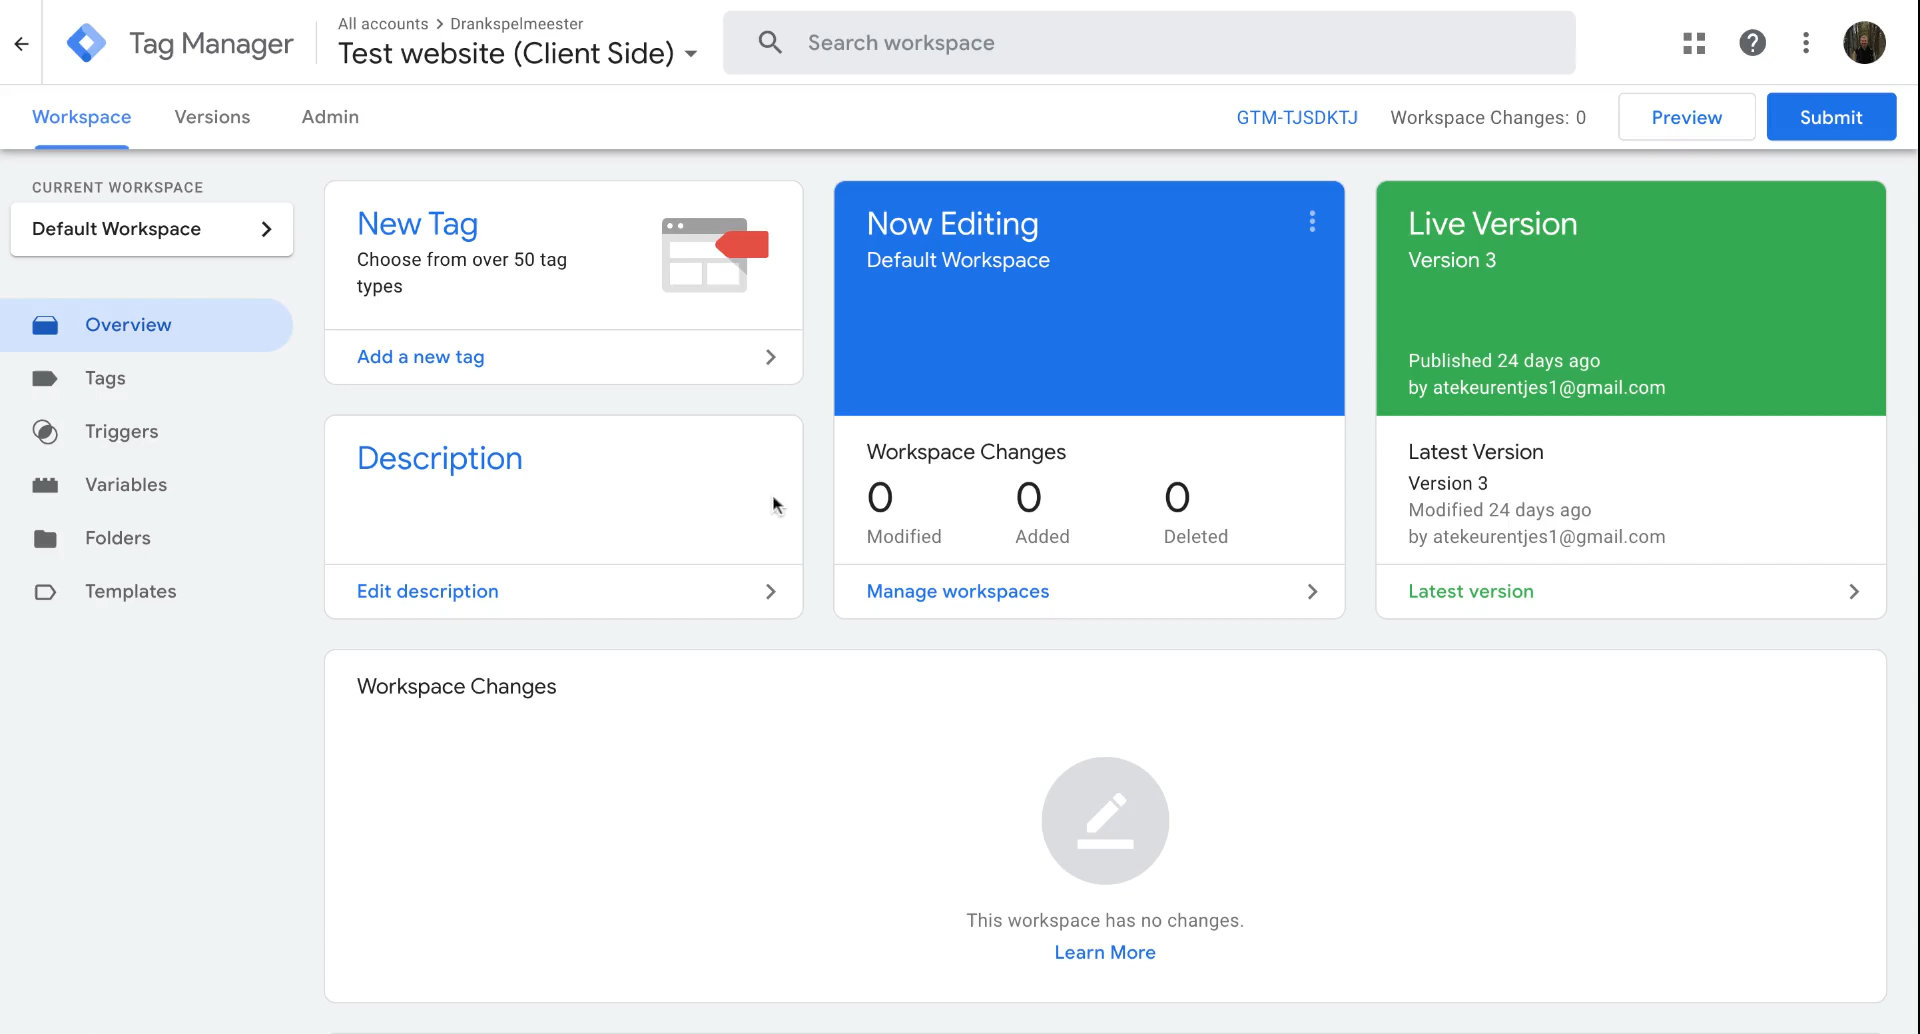 Tag Manager
All accounts > Drankspelmeester
Test website (Client Side)
Search workspace
Workspace
Versions
Admin
GTM-TJSDKTJ
Workspace Changes: 0
Preview
Submit
CURRENT WORKSPACE
Default Workspace
Overview
Tags
Triggers
Variables
Folders
Templates
New Tag
Choose from over 50 tag
types
Add a new tag
Description
Edit description
Now Editing
Default Workspace
Workspace Changes
0 0 0
Modified Added Deleted
Manage workspaces
Live Version
Version 3
Published 24 days ago
by atekeurentjes1@gmail.com
Latest Version
Version 3
Modified 24 days ago
by atekeurentjes1@gmail.com
Latest version
Workspace Changes
This workspace has no changes.
Learn More